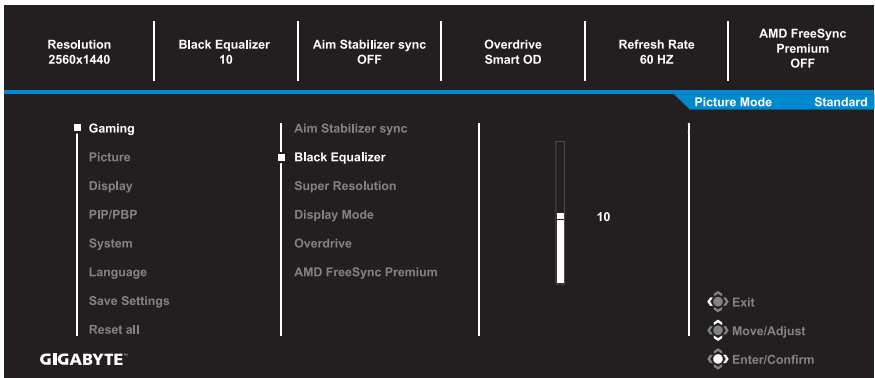 Resolution
2560x1440
Black Equalizer
10
Aim Stabilizer sync
OFF
Overdrive
Smart OD
Refresh Rate
60 HZ
AMD FreeSync
Premium
OFF
Picture Mode Standard
Gaming
Picture
Display
PIP/PBP
System
Language
Save Settings
Reset all
Aim Stabilizer sync
Black Equalizer
Super Resolution
Display Mode
Overdrive
AMD FreeSync Premium
10
Exit
Move/Adjust
Enter/Confirm
GIGABYTE™